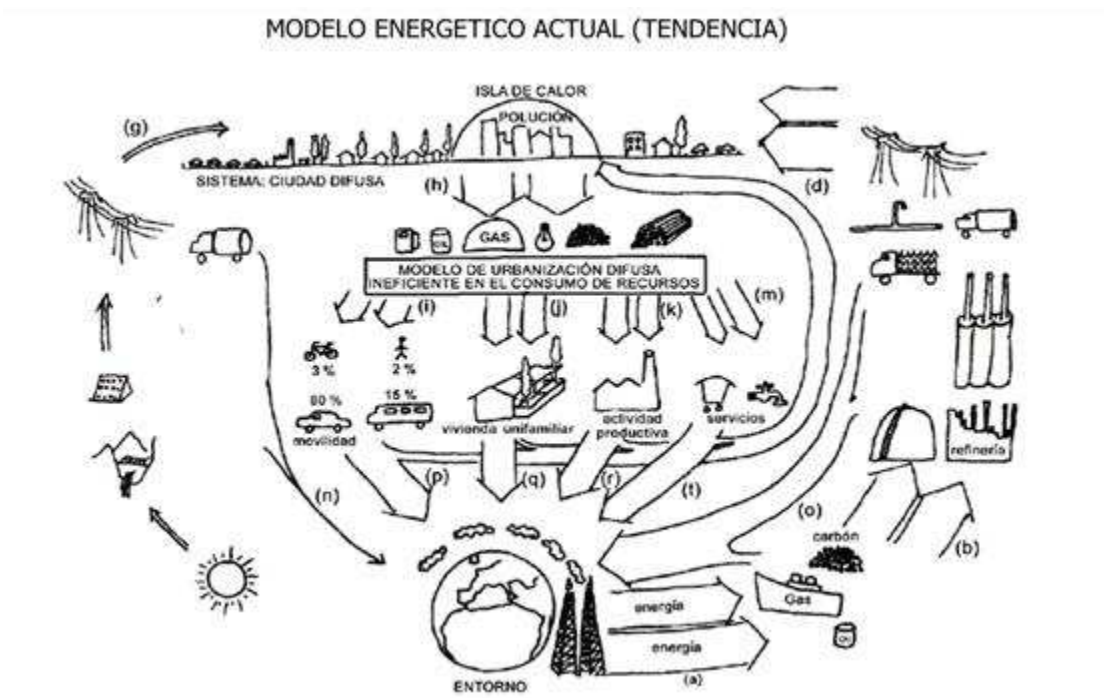 MODELO ENERGETICO ACTUAL (TENDENCIA)
ISLA DE CALOR
POLUCIÓN
(g)
SISTEMA: CIUDAD DIFUSA
(h)
(d)
GAS
OIL
MODELO DE URBANIZACIÓN DIFUSA
INEFICIENTE EN EL CONSUMO DE RECURSOS
(i)
(j)
(k)
(m)
3 %
2 %
80 %
15 %
movilidad
vivienda unifamiliar
actividad
productiva
servicios
refinería
(n)
(p)
(q)
(r)
(t)
(o)
(b)
carbón
Gas
energía
energía
(a)
ENTORNO